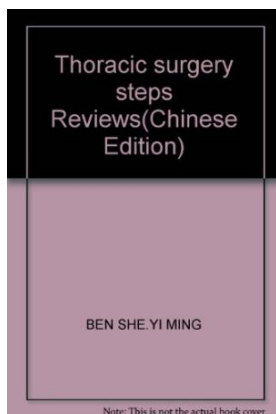 Thoracic surgery
steps
Reviews(Chinese
Edition)
BEN SHE.YI MING
Note: This is not the actual book cover